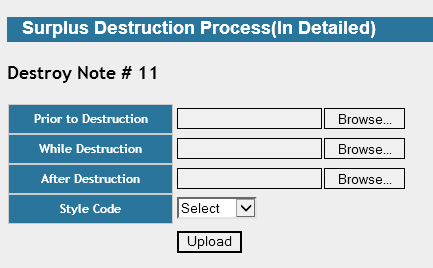 Surplus Destruction Process(In Detailed)
Destroy Note # 11
Prior to Destruction Browse...
While Destruction Browse...
After Destruction Browse...
Style Code Select
Upload